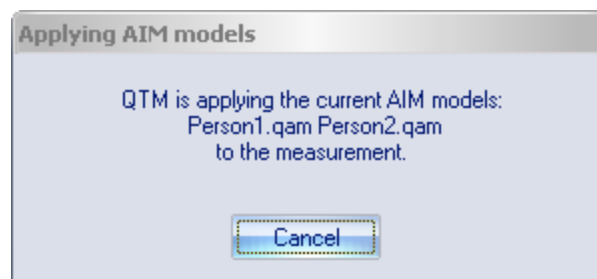 Applying AIM models
QTM is applying the current AIM models:
Person1.qam Person2.qam
to the measurement.
Cancel